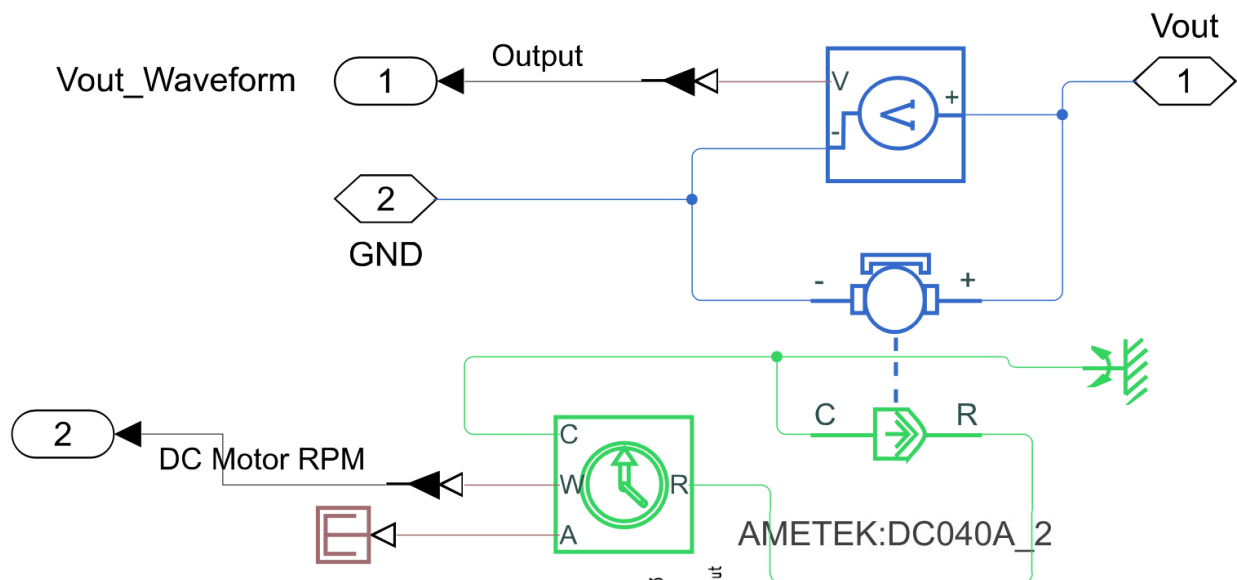 Vout
Output
Vout_Waveform
1
V
+
-
1
2
GND
-
+
C
R
2
DC Motor RPM
C
W
R
A
AMETEK:DC040A_2